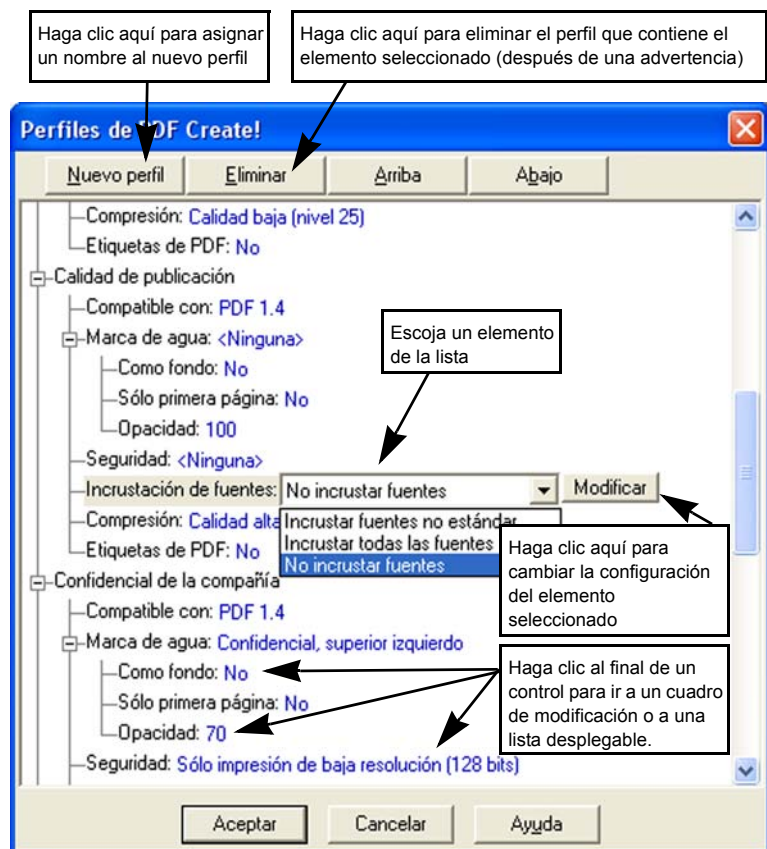 Haga clic aquí para asignar
un nombre al nuevo perfil
Haga clic aquí para eliminar el perfil que contiene el
elemento seleccionado (después de una advertencia)
Perfiles de PDF Create!
Nuevo perfil
Eliminar
Arriba
Abajo
Compresión: Calidad baja (nivel 25)
Etiquetas de PDF: No
Calidad de publicación
Compatible con: PDF 1.4
Marca de agua: <Ninguna>
Como fondo: No
Sólo primera página: No
Opacidad: 100
Escoja un elemento
de la lista
Seguridad: <Ninguna>
Incrustación de fuentes: No incrustar fuentes
Modificar
Compresión: Calidad alta
Incrustar fuentes no estándar
Incrustar todas las fuentes
No incrustar fuentes
Etiquetas de PDF: No
Haga clic aquí para
cambiar la configuración
del elemento
seleccionado
Confidencial de la compañía
Compatible con: PDF 1.4
Marca de agua: Confidencial, superior izquierdo
Como fondo: No
Sólo primera página: No
Opacidad: 70
Haga clic al final de un
control para ir a un cuadro
de modificación o a una
lista desplegable.
Seguridad: Sólo impresión de baja resolución (128 bits)
Aceptar
Cancelar
Ayuda